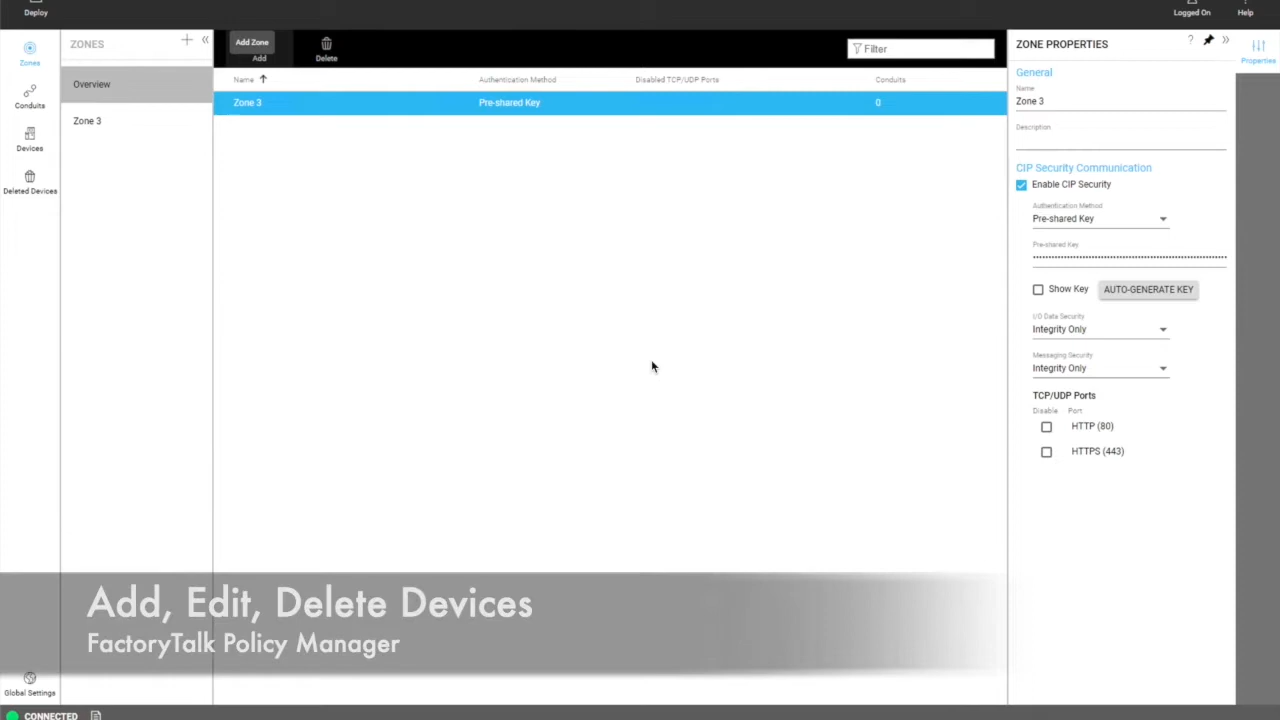 Deploy
Logged On
Help
Zones
Conduits
Devices
Deleted Devices
Global Settings
ZONES
Overview
Zone 3
Add Zone
Add
Delete
Filter
Name
Authentication Method
Disabled TCP/UDP Ports
Conduits
Zone 3
Pre-shared Key
0
ZONE PROPERTIES
?
Properties
General
Name
Zone 3
Description
CIP Security Communication
Enable CIP Security
Authentication Method
Pre-shared Key
Pre-shared Key
Show Key
AUTO-GENERATE KEY
I/O Data Security
Integrity Only
Messaging Security
Integrity Only
TCP/UDP Ports
Disable Port
HTTP (80)
HTTPS (443)
Add, Edit, Delete Devices
FactoryTalk Policy Manager
CONNECTED